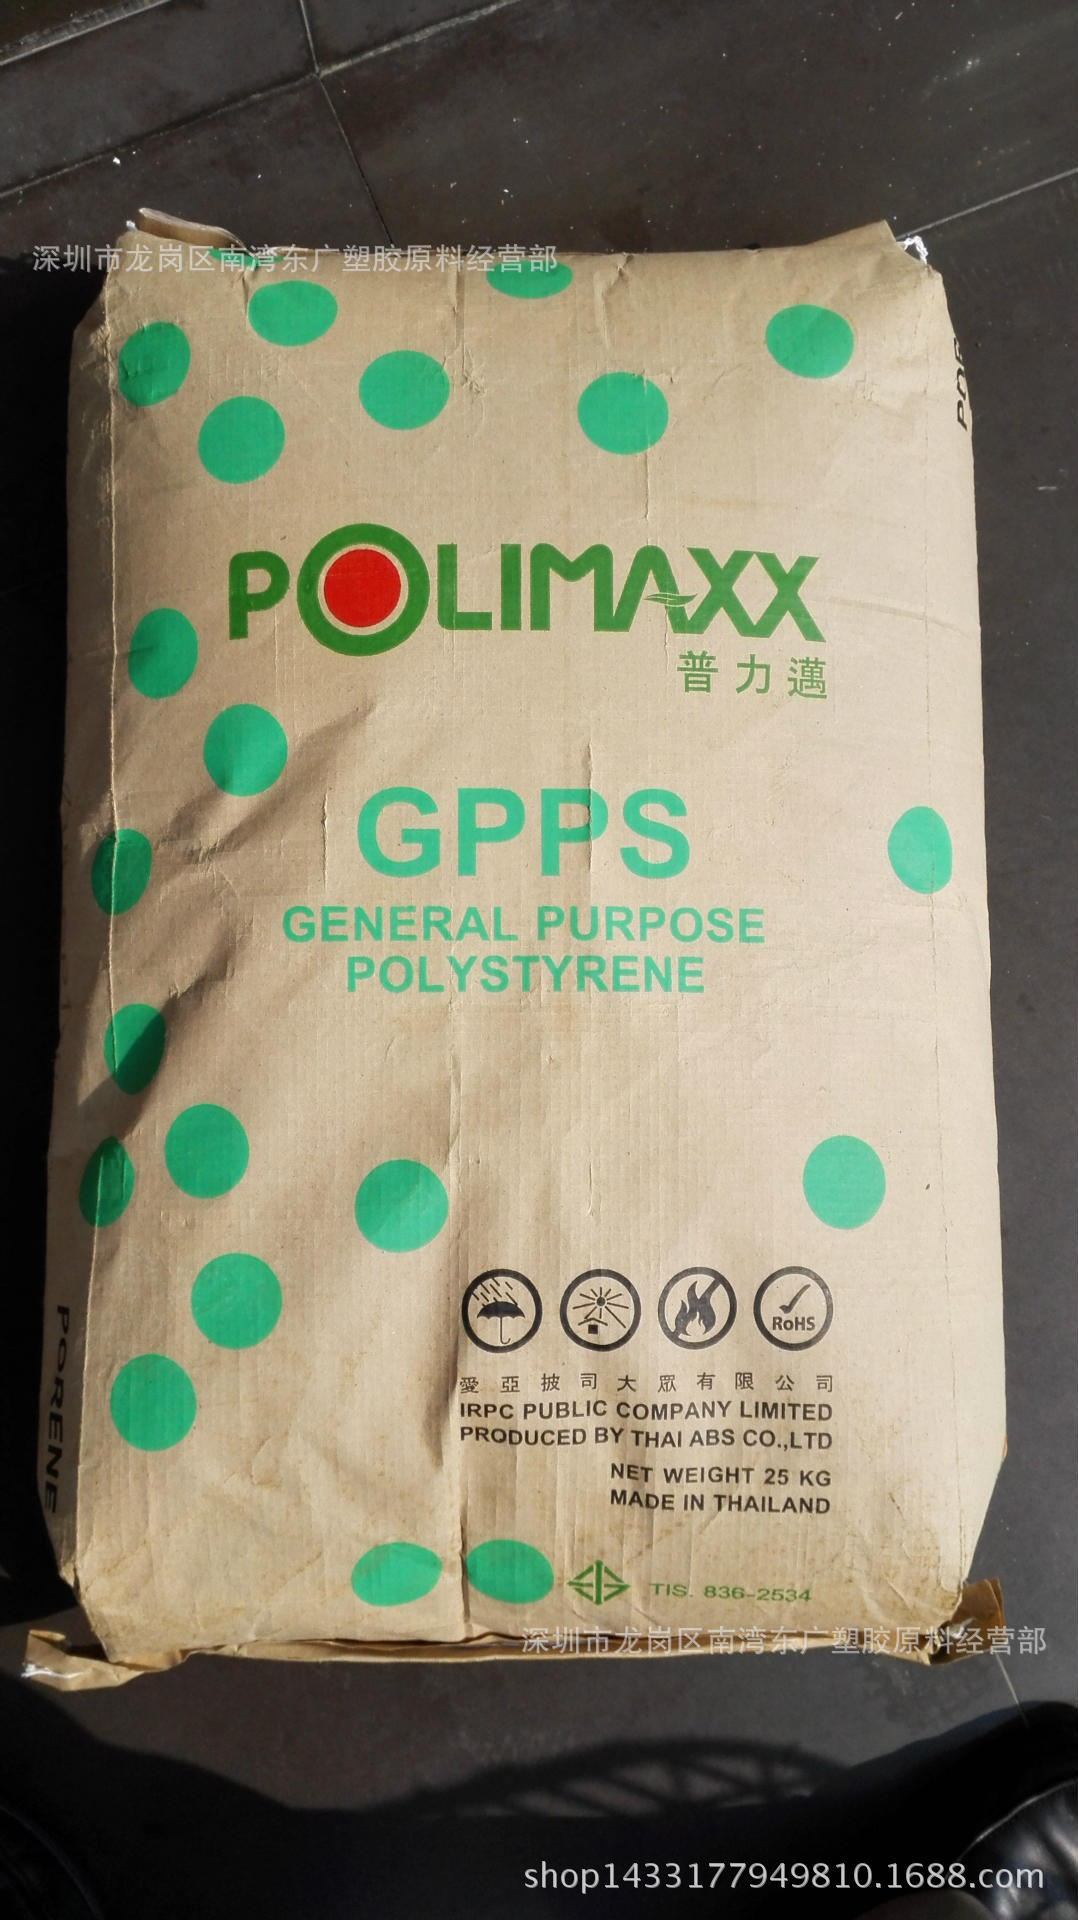 深圳市龙岗区南湾东广塑胶原料经营部
POLIMAXX
普力邁
GPPS
GENERAL PURPOSE
POLYSTYRENE
RoHS
愛亞披司大眾有限公司
IRPC PUBLIC COMPANY LIMITED
PRODUCED BY THAI ABS CO.,LTD
NET WEIGHT 25 KG
MADE IN THAILAND
PORENE
TIS. 836-2534
深圳市龙岗区南湾东广塑胶原料经营部
shop1433177949810.1688.com